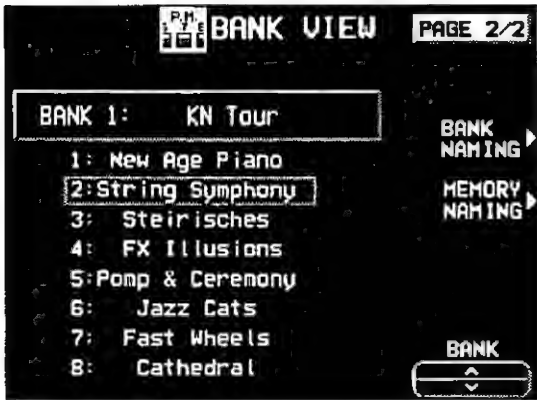 P.M. BANK VIEW PAGE 2/2
BANK 1: KN Tour
1: New Age Piano
2:String Symphony
3: Steirisches
4: FX Illusions
5:Pomp & Ceremony
6: Jazz Cats
7: Fast Wheels
8: Cathedral
BANK
NAMING
MEMORY
NAMING
BANK